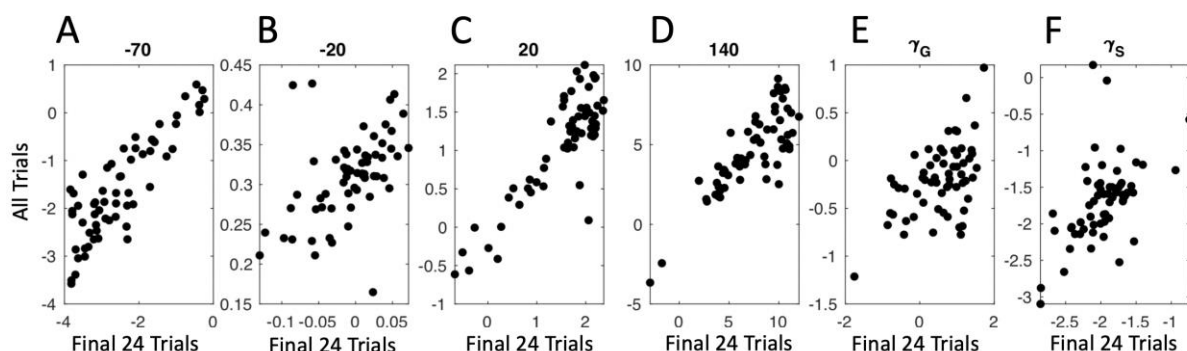 A B C D E F
-70 -20 20 140 γG γS
All Trials
1 0 -1 -2 -3 -4
-4 -2 0
0.45 0.4 0.35 0.3 0.25 0.2 0.15
-0.1 -0.05 0 0.05
2 1.5 1 0.5 0 -0.5 -1
0 1 2
10 5 0 -5
0 5 10
1 0.5 0 -0.5 -1 -1.5
-2 0 2
0 -0.5 -1 -1.5 -2 -2.5 -3
-2.5 -2 -1.5 -1
Final 24 Trials Final 24 Trials Final 24 Trials Final 24 Trials Final 24 Trials Final 24 Trials